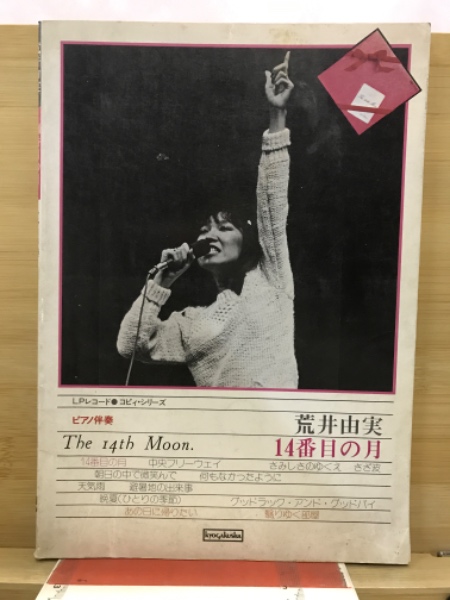 LPレコード●コピィ・シリーズ
ピアノ伴奏
荒井由実
The 14th Moon.
14番目の月
14番目の月 中央フリーウェイ さみしさのゆくえ さざ波
朝日の中で微笑んで 何もなかったように
天気雨 避暑地の出来事
晩夏(ひとりの季節) グッドラック・アンド・グッドバイ
あの日に帰りたい 翳りゆく部屋